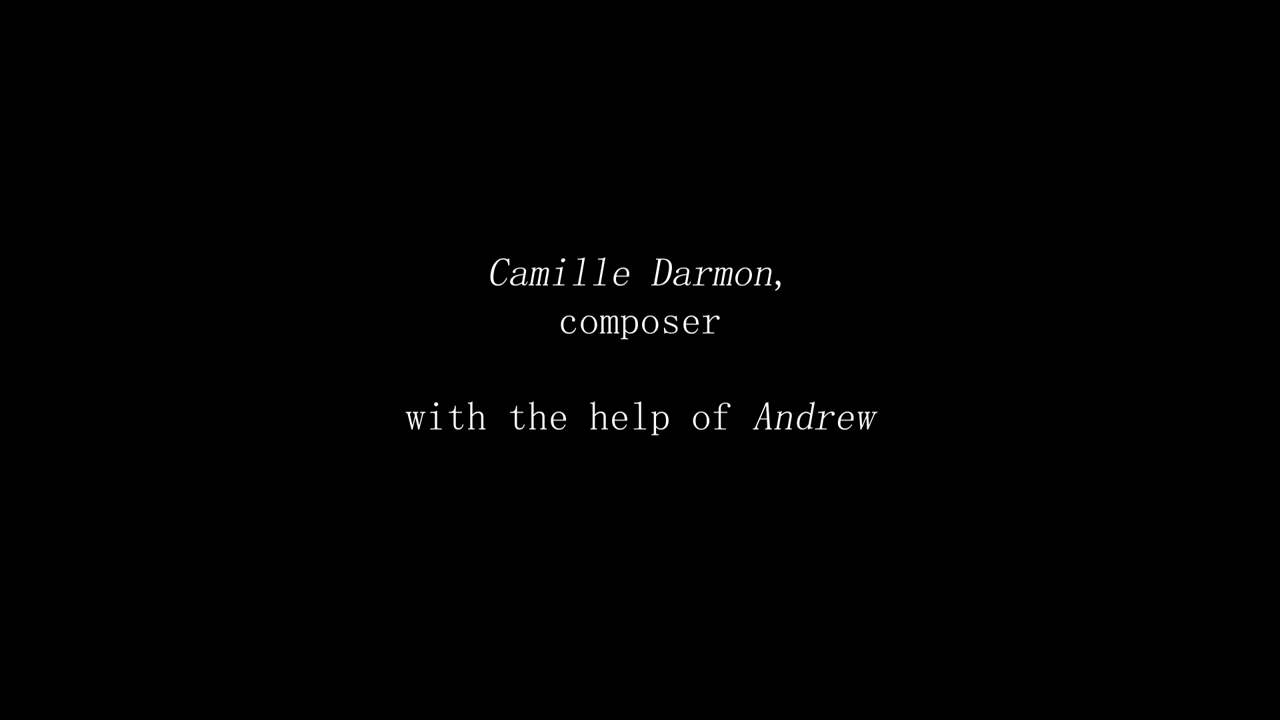 Camille Darmon,
composer
with the help of Andrew